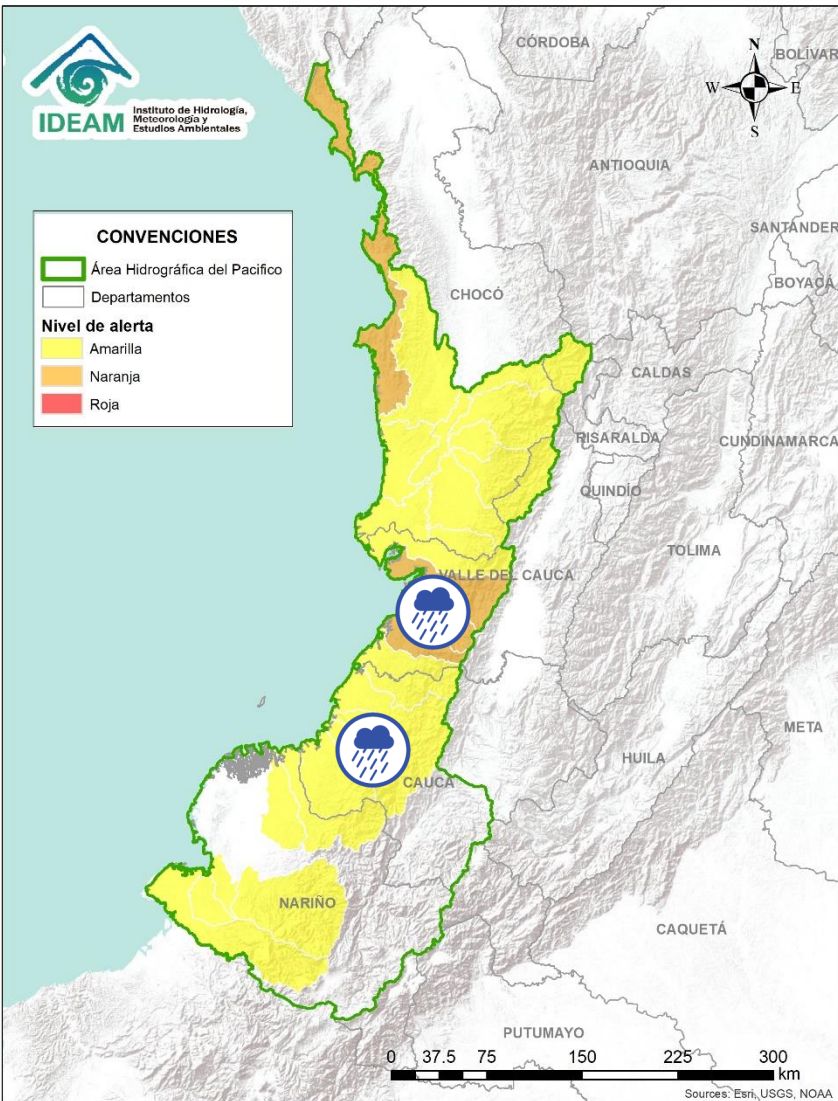 IDEAM
Instituto de Hidrología,
Meteorología y
Estudios Ambientales
CÓRDOBA
BOLÍVAR
N
W
E
S
ANTIOQUIA
SANTANDER
BOYACÁ
CONVENCIONES
Área Hidrográfica del Pacifico
Departamentos
Nivel de alerta
Amarilla
Naranja
Roja
CHOCÓ
CALDAS
RISARALDA
CUNDINAMARCA
QUINDÍO
TOLIMA
VALLE DEL CAUCA
META
HUILA
CAUCA
NARIÑO
CAQUETÁ
PUTUMAYO
0 37.5 75 150 225 300
km
Sources: Esri, USGS, NOAA